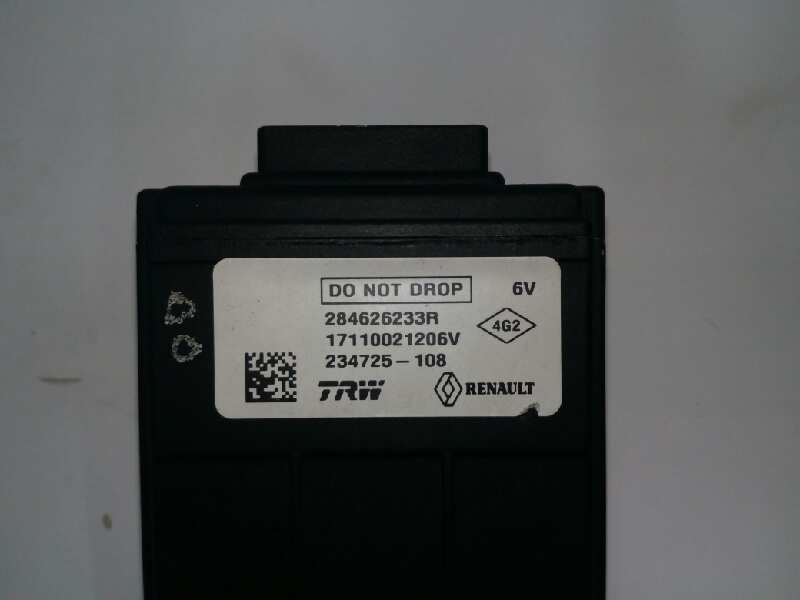 DO NOT DROP 6V
284626233R
17110021206V 4G2
234725-108
TRW RENAULT